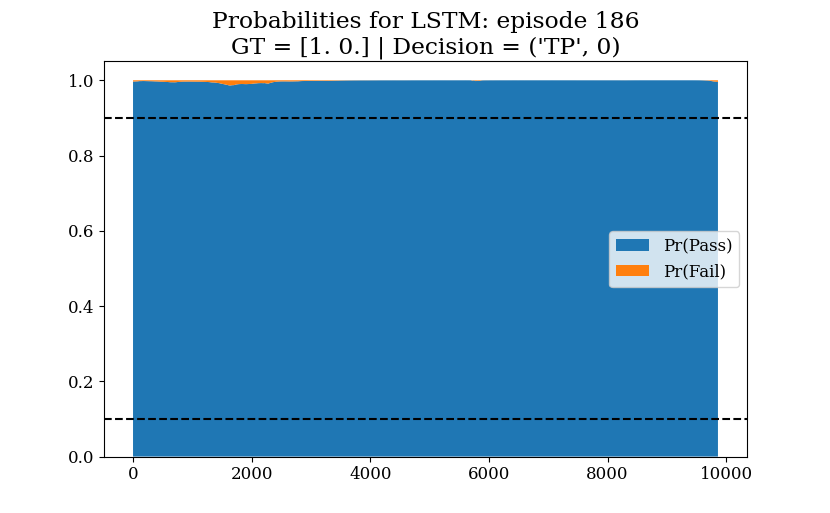 Probabilities for LSTM: episode 186
GT = [1. 0.] | Decision = ('TP', 0)
1.0
0.8
0.6
0.4
0.2
0.0
Pr(Pass)
Pr(Fail)
0 2000 4000 6000 8000 10000